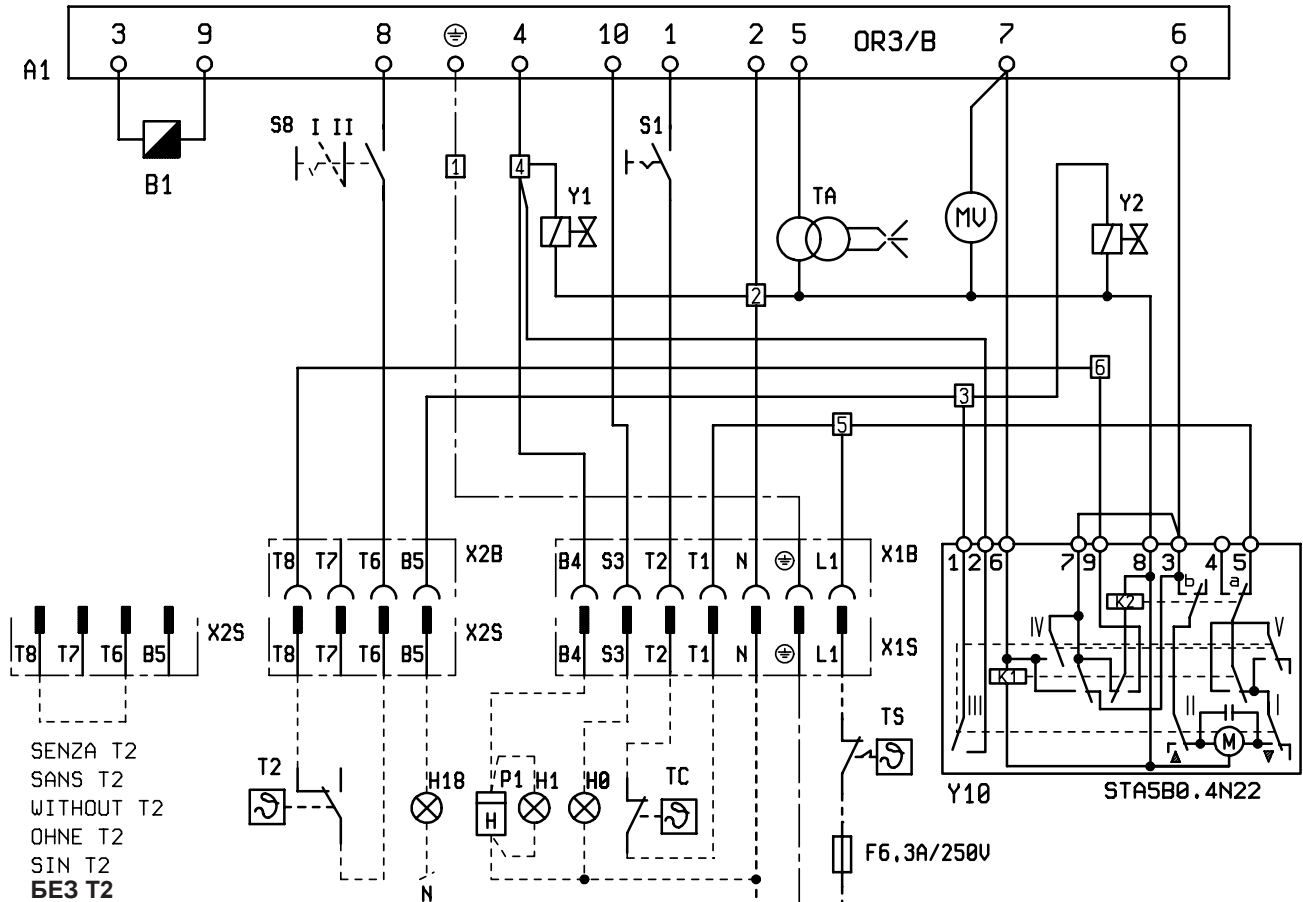 3 9 8 4 10 1 2 5 OR3/B 7 6
A1
S8 I II
S1
B1
1
4
Y1
TA
MV
Y2
2
6
3
5
T8 T7 T6 B5 X2B
B4 S3 T2 T1 N L1 X1B
1 2 6 7 9 8 3 4 5
b a
K2
X2S
T8 T7 T6 B5
X2S
T8 T7 T6 B5
X1S
B4 S3 T2 T1 N L1
IV V
K1
III II I
M
SENZA T2
SANS T2
WITHOUT T2
OHNE T2
SIN T2
БЕЗ T2
T2
H18
N
P1 H1 H0
H
TC
TS
F6,3A/250V
Y10 STA5B0.4N22